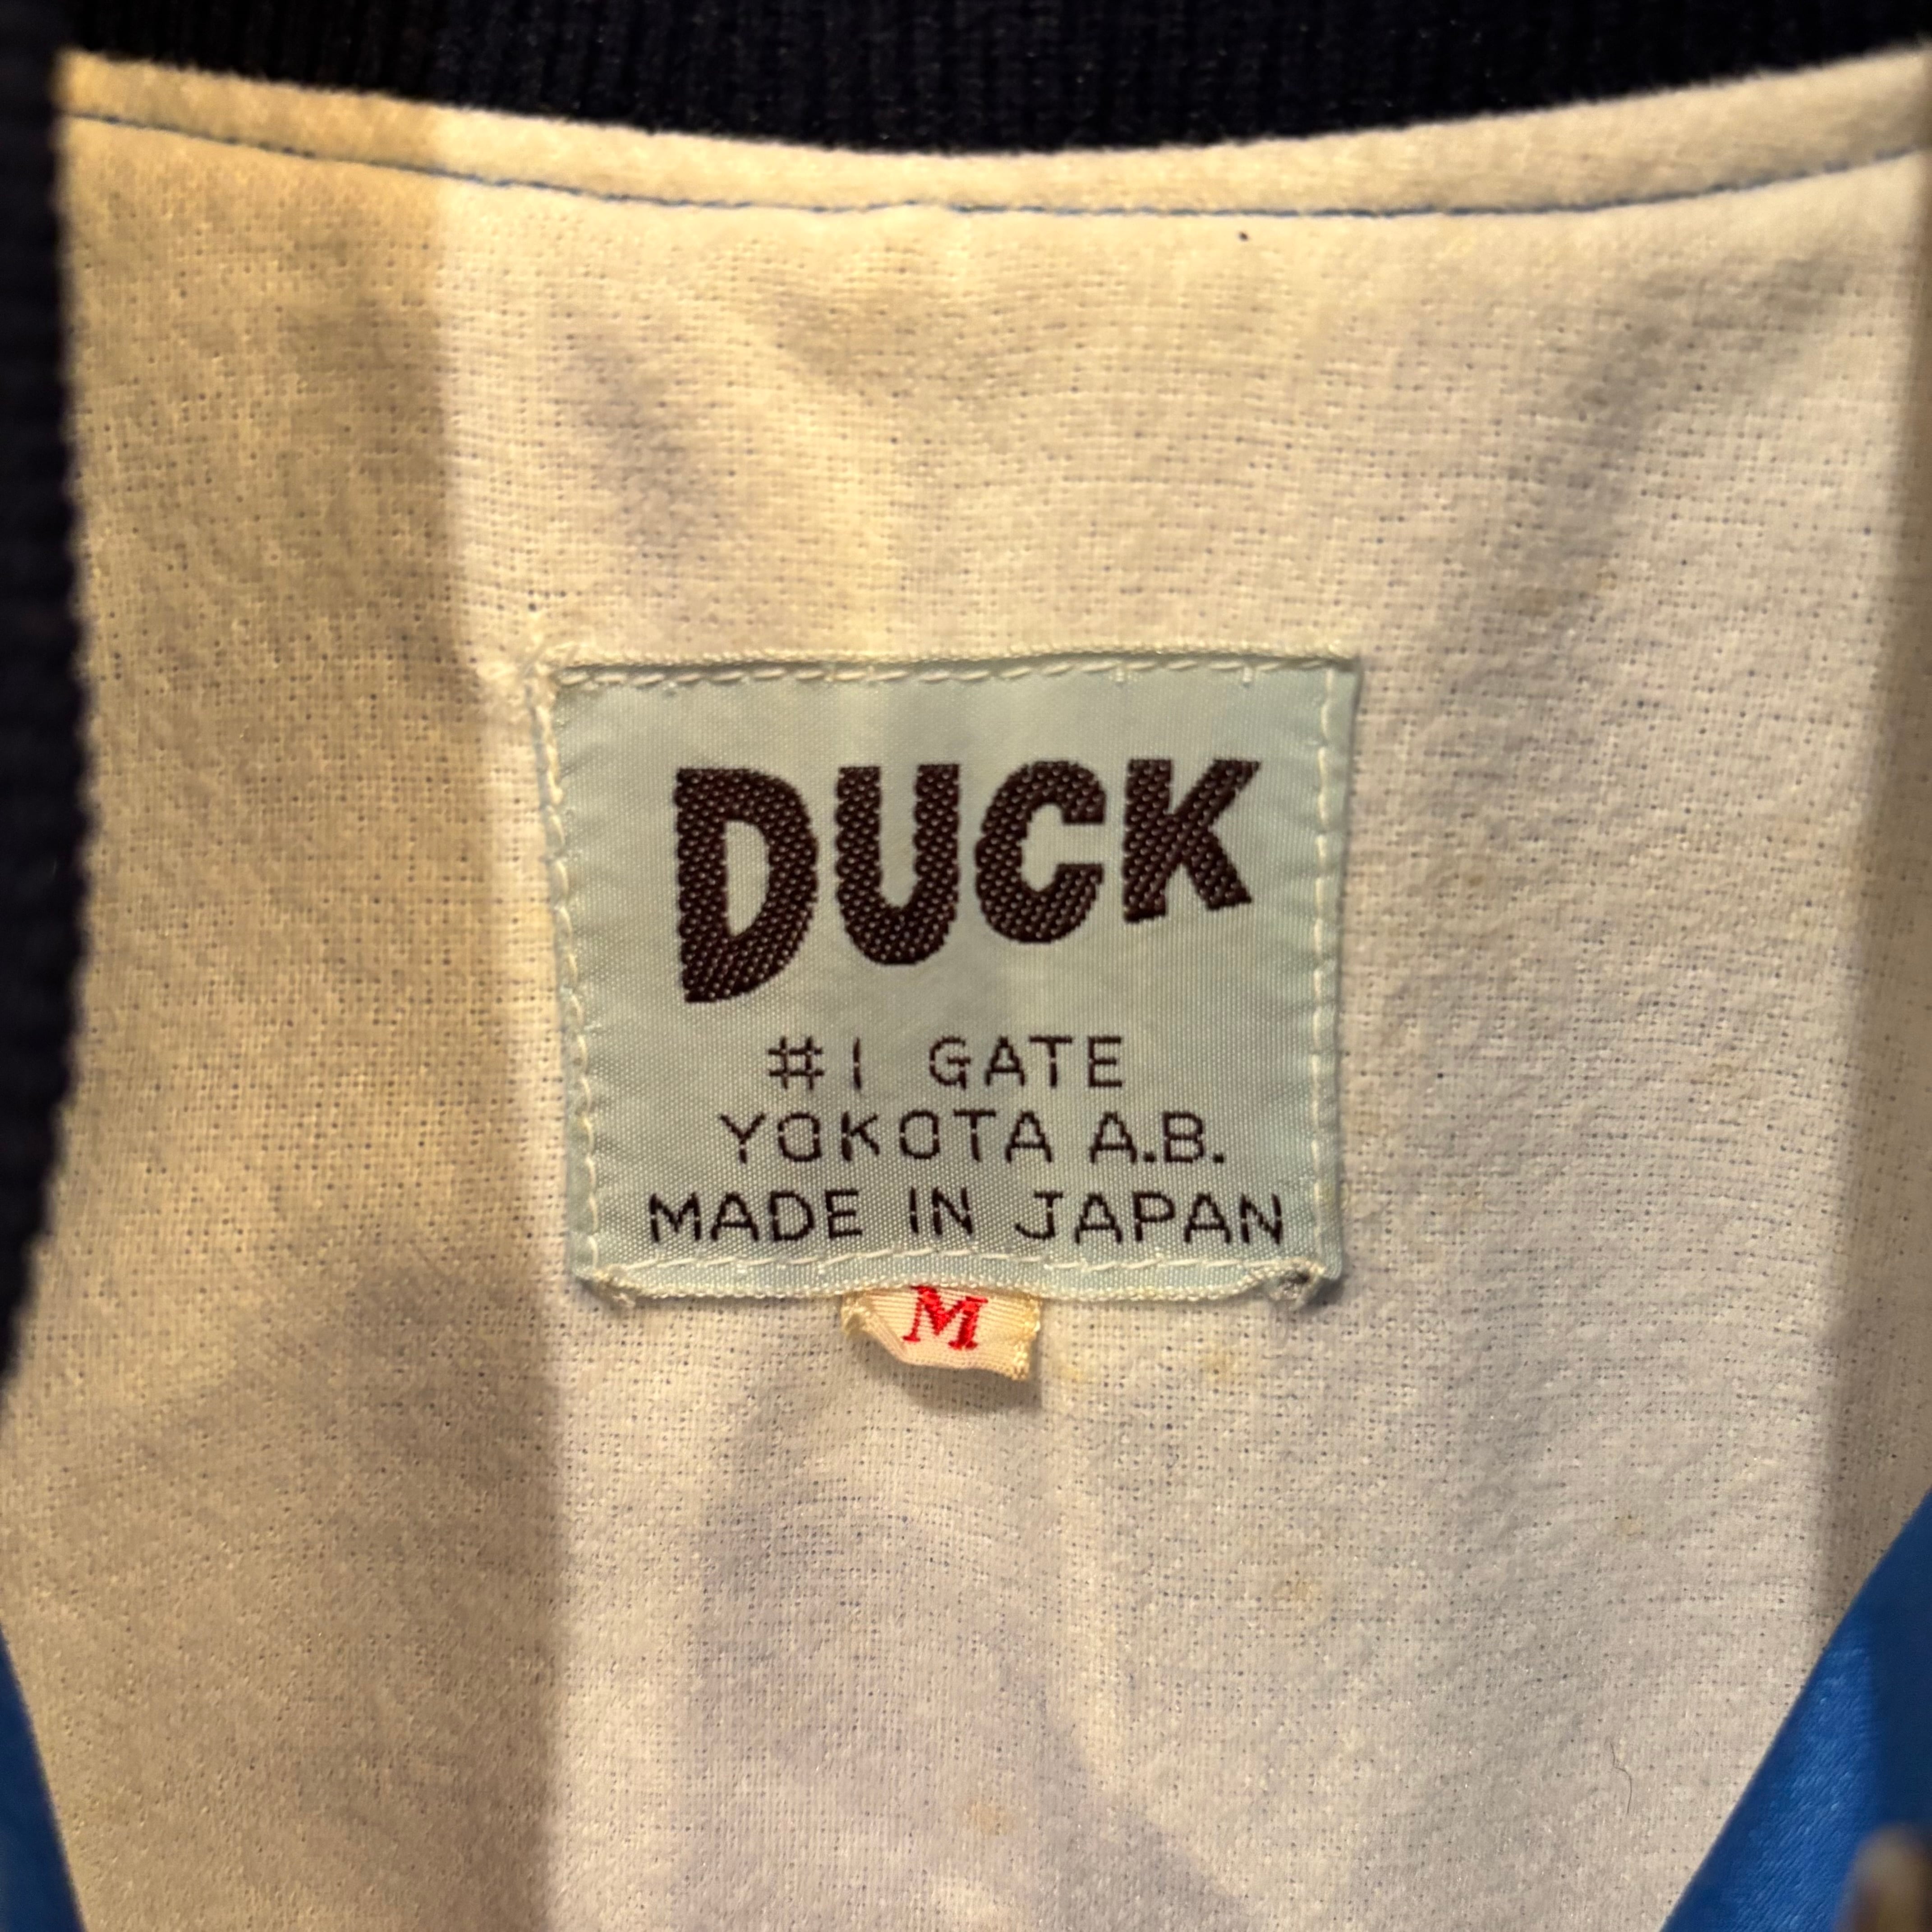 DUCK
#1 GATE
YOKOTA A.B.
MADE IN JAPAN
M